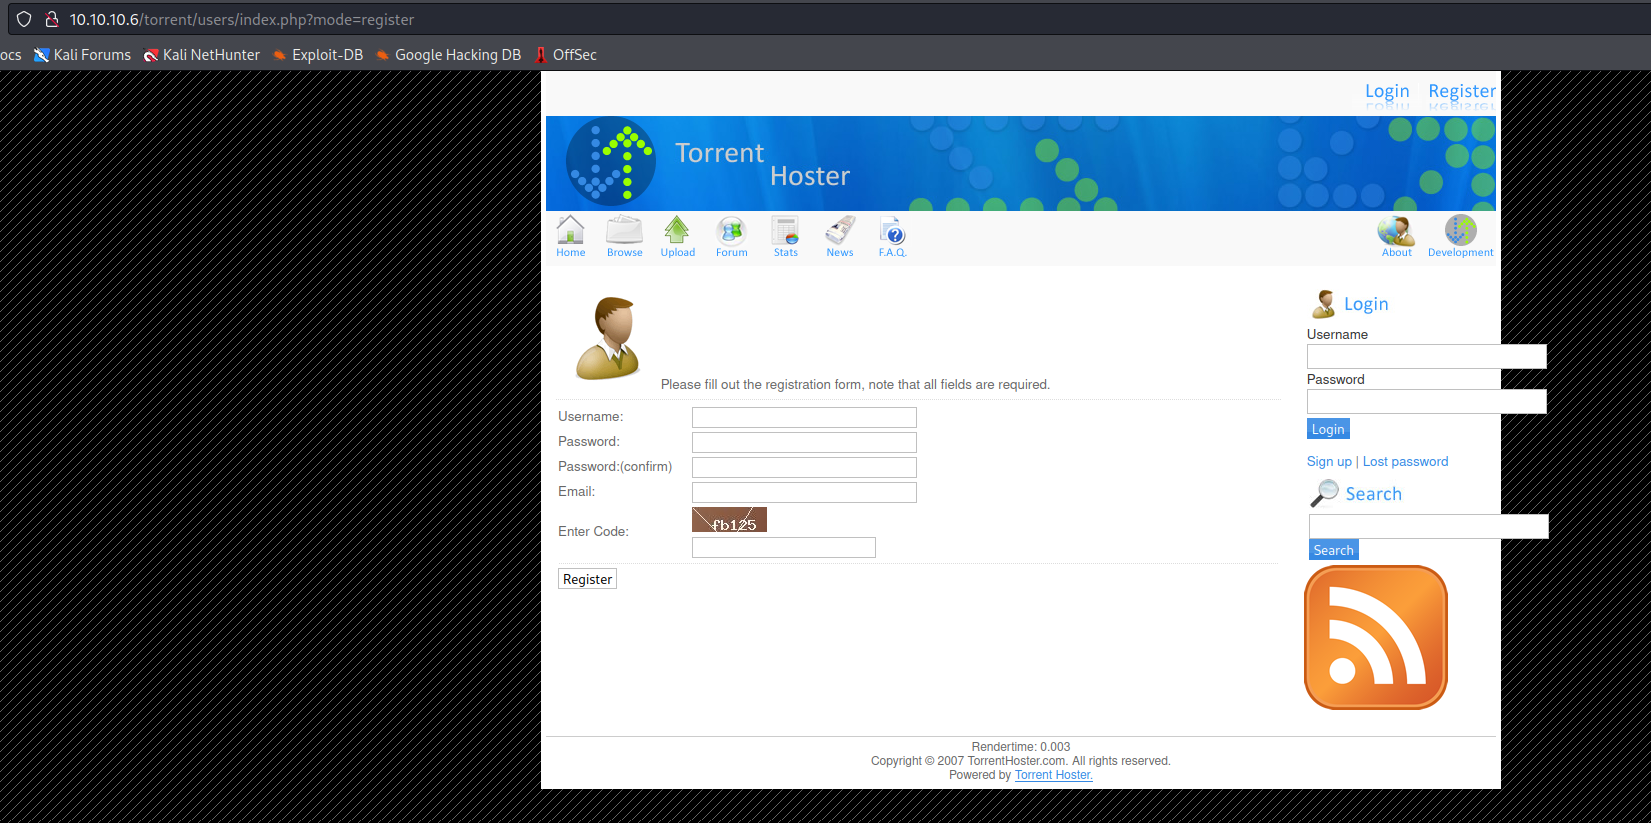 10.10.10.6/torrent/users/index.php?mode=register
ocs Kali Forums Kali NetHunter Exploit-DB Google Hacking DB OffSec
Login Register
Torrent
Hoster
Home Browse Upload Forum Stats News F.A.Q. About Development
Please fill out the registration form, note that all fields are required.
Username:
Password:
Password:(confirm)
Email:
fb125
Enter Code:
Register
Login
Username
Password
Login
Sign up | Lost password
Search
Search
Rendertime: 0.003
Copyright © 2007 TorrentHoster.com. All rights reserved.
Powered by Torrent Hoster.